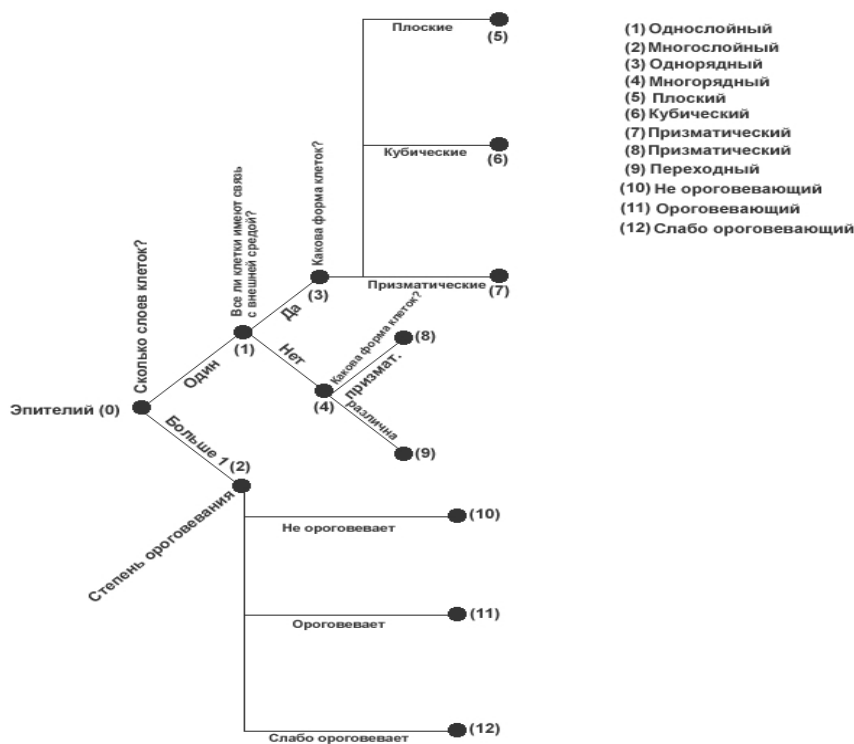 Плоские
(5)
Кубические
(6)
Призматические
(7)
Какова форма клеток?
(3)
Все ли клетки имеют связь
с внешней средой?
(1)
Да
Нет
Какова форма клеток?
(8)
призмат.
(4)
различна
(9)
Сколько слоев клеток?
Один
Эпителий (0)
Больше 1
(2)
Степень ороговевания
(10)
Не ороговевает
(11)
Ороговевает
(12)
Слабо ороговевает
(1) Однослойный
(2) Многослойный
(3) Однорядный
(4) Многорядный
(5) Плоский
(6) Кубический
(7) Призматический
(8) Призматический
(9) Переходный
(10) Не ороговевающий
(11) Ороговевающий
(12) Слабо ороговевающий